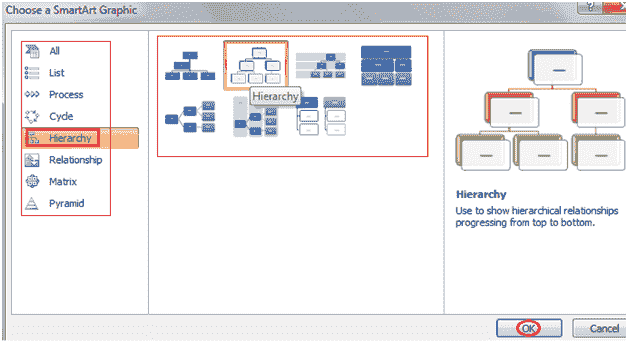 Choose a SmartArt Graphic
?
All
List
Process
Cycle
Hierarchy
Relationship
Matrix
Pyramid
Hierarchy
Hierarchy
Use to show hierarchical relationships
progressing from top to bottom.
OK
Cancel